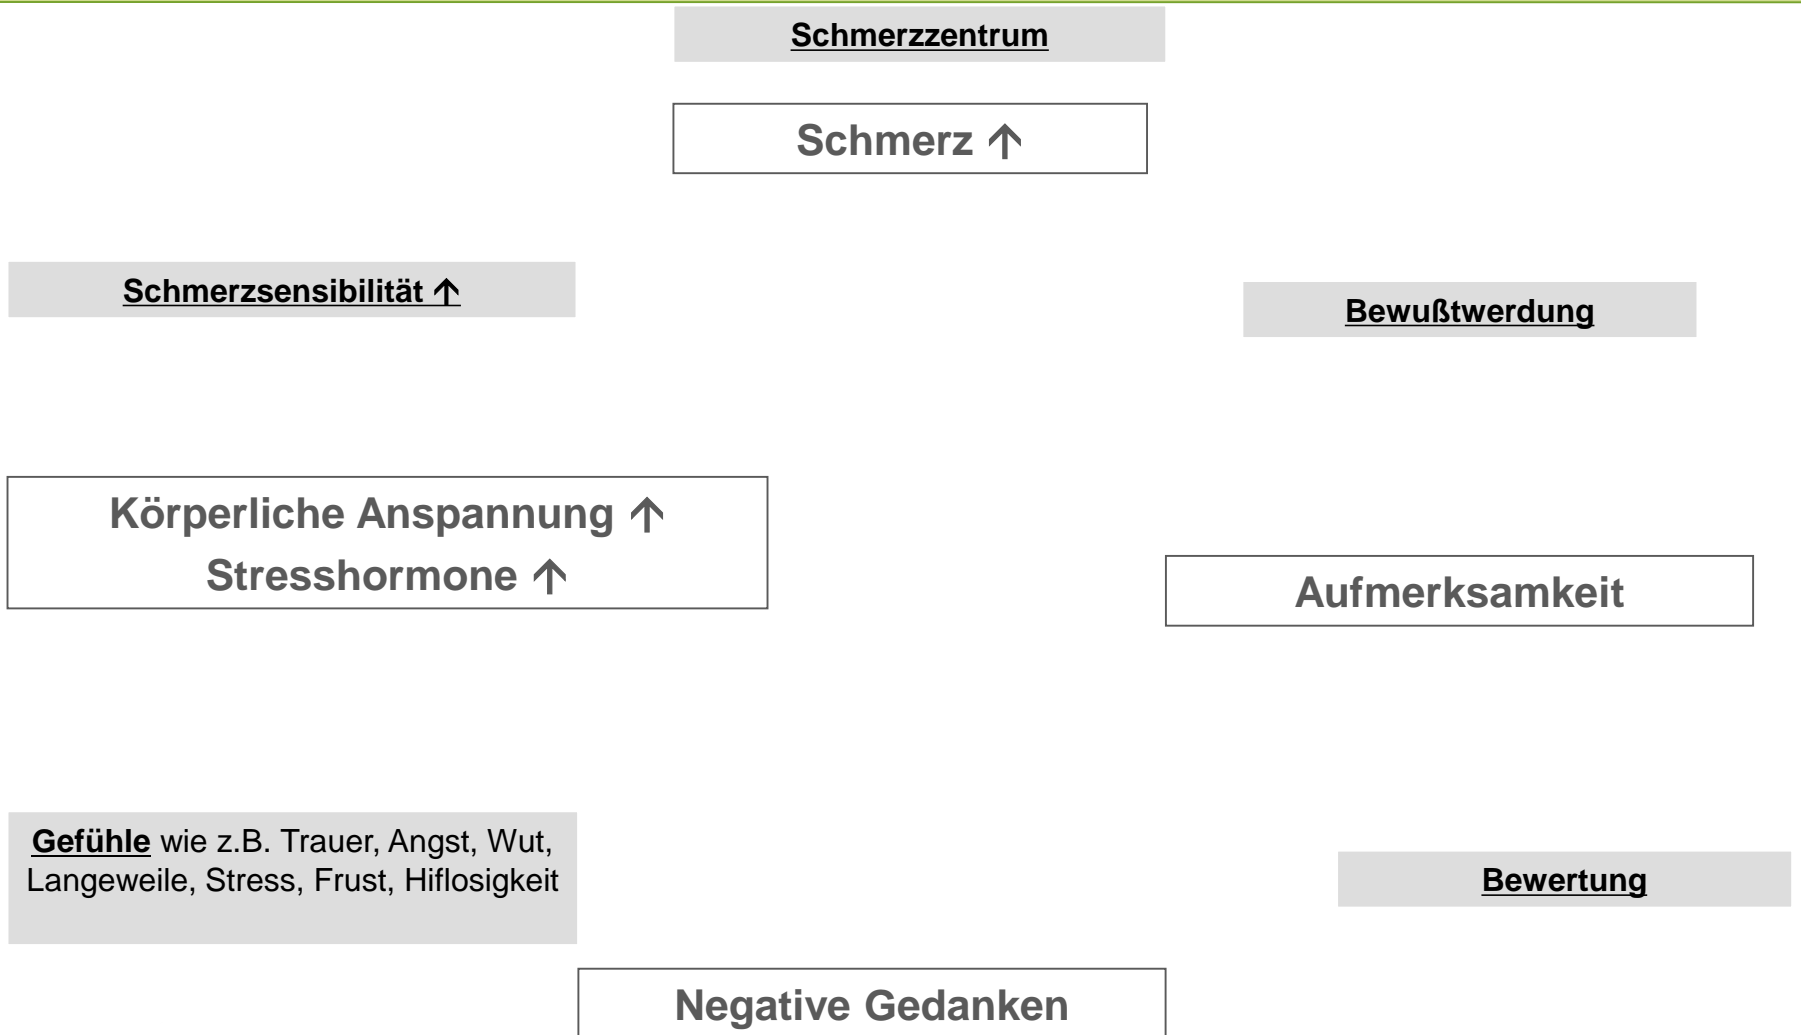 Schmerzzentrum
Schmerz ↑
Schmerzsensibilität ↑
Bewußtwerdung
Körperliche Anspannung ↑
Stresshormone ↑
Aufmerksamkeit
Gefühle wie z.B. Trauer, Angst, Wut,
Langeweile, Stress, Frust, Hiflosigkeit
Bewertung
Negative Gedanken